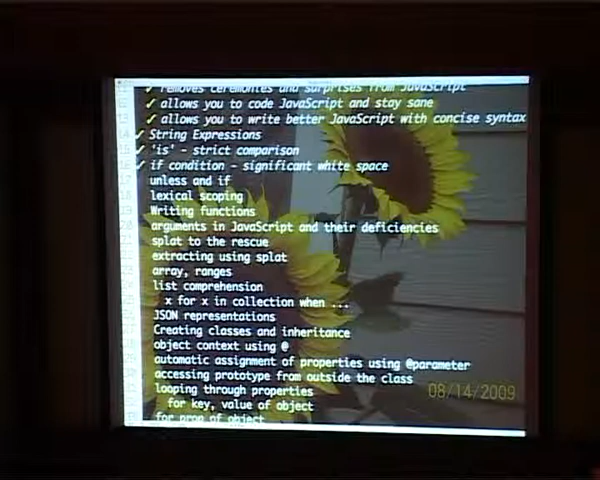 ✓ removes ceremonies and surprises from JavaScript
✓ allows you to code JavaScript and stay sane
✓ allows you to write better JavaScript with concise syntax
✓ String Expressions
✓ 'is' - strict comparison
✓ if condition - significant white space
unless and if
lexical scoping
Writing functions
arguments in JavaScript and their deficiencies
splat to the rescue
extracting using splat
array, ranges
list comprehension
x for x in collection when ...
JSON representations
Creating classes and inheritance
object context using @
automatic assignment of properties using @parameter
accessing prototype from outside the class
looping through properties
08/14/2009
for key, value of object
for prop of object